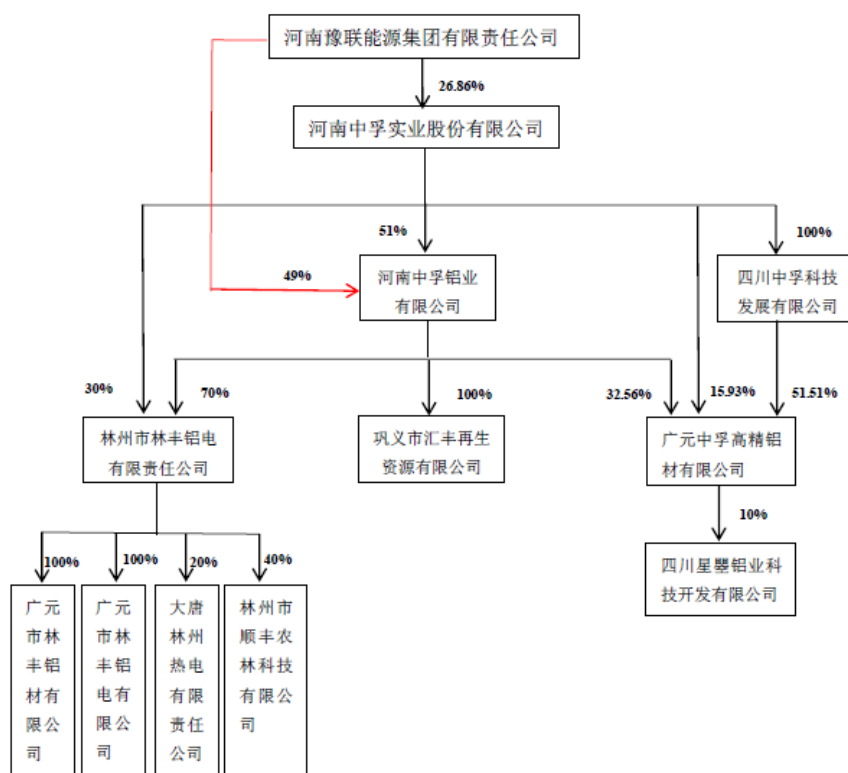 河南豫联能源集团有限责任公司
26.86%
河南中孚实业股份有限公司
51%
100%
49%
河南中孚铝业
有限公司
四川中孚科技
发展有限公司
30%
70%
100%
32.56%
15.93%
51.51%
林州市林丰铝电
有限责任公司
巩义市汇丰再生
资源有限公司
广元中孚高精铝
材有限公司
10%
100%
100%
20%
40%
四川星曌铝业科
技开发有限公司
广元
市林
丰铝
材有
限公
司
广元
市林
丰铝
电有
限公
司
大唐
林州
热电
有限
责任
公司
林州市
顺丰农
林科技
有限公
司